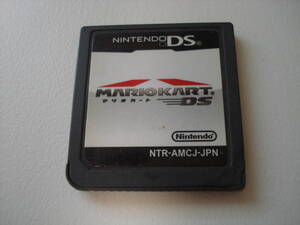 NINTENDO DS
MARIOKART
マリオカート DS
Nintendo
NTR-AMCJ-JPN